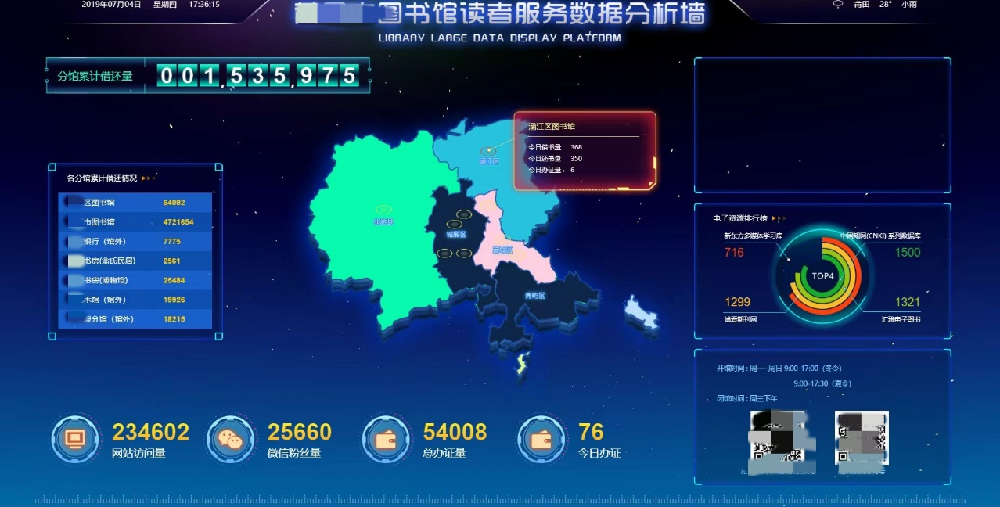 2019年07月04日 星期四 17:36:15
莆田 28° 小雨
图书馆读者服务数据分析墙
LIBRARY LARGE DATA DISPLAY PLATFORM
分馆累计借还量 001,535,975
涵江区图书馆
今日借书量 368
今日还书量 350
今日办证量: 6
涵江区
仙游县
城厢区
荔城区
秀屿区
各分馆累计借还情况
区图书馆 64092
市图书馆 4721654
银行（馆外） 7775
书房(翁氏民居) 2561
书房(博物馆) 25484
术馆（馆外） 19926
分馆（馆外） 18215
电子资源排行榜
新东方多媒体学习库
716
中国知网(CNKI) 系列数据库
1500
TOP4
1299
博看期刊网
1321
汇雅电子图书
开馆时间 : 周一~周日 9:00-17:00（冬令）
9:00-17:30（夏令）
闭馆时间 : 周三下午
234602
网站访问量
25660
微信粉丝量
54008
总办证量
76
今日办证